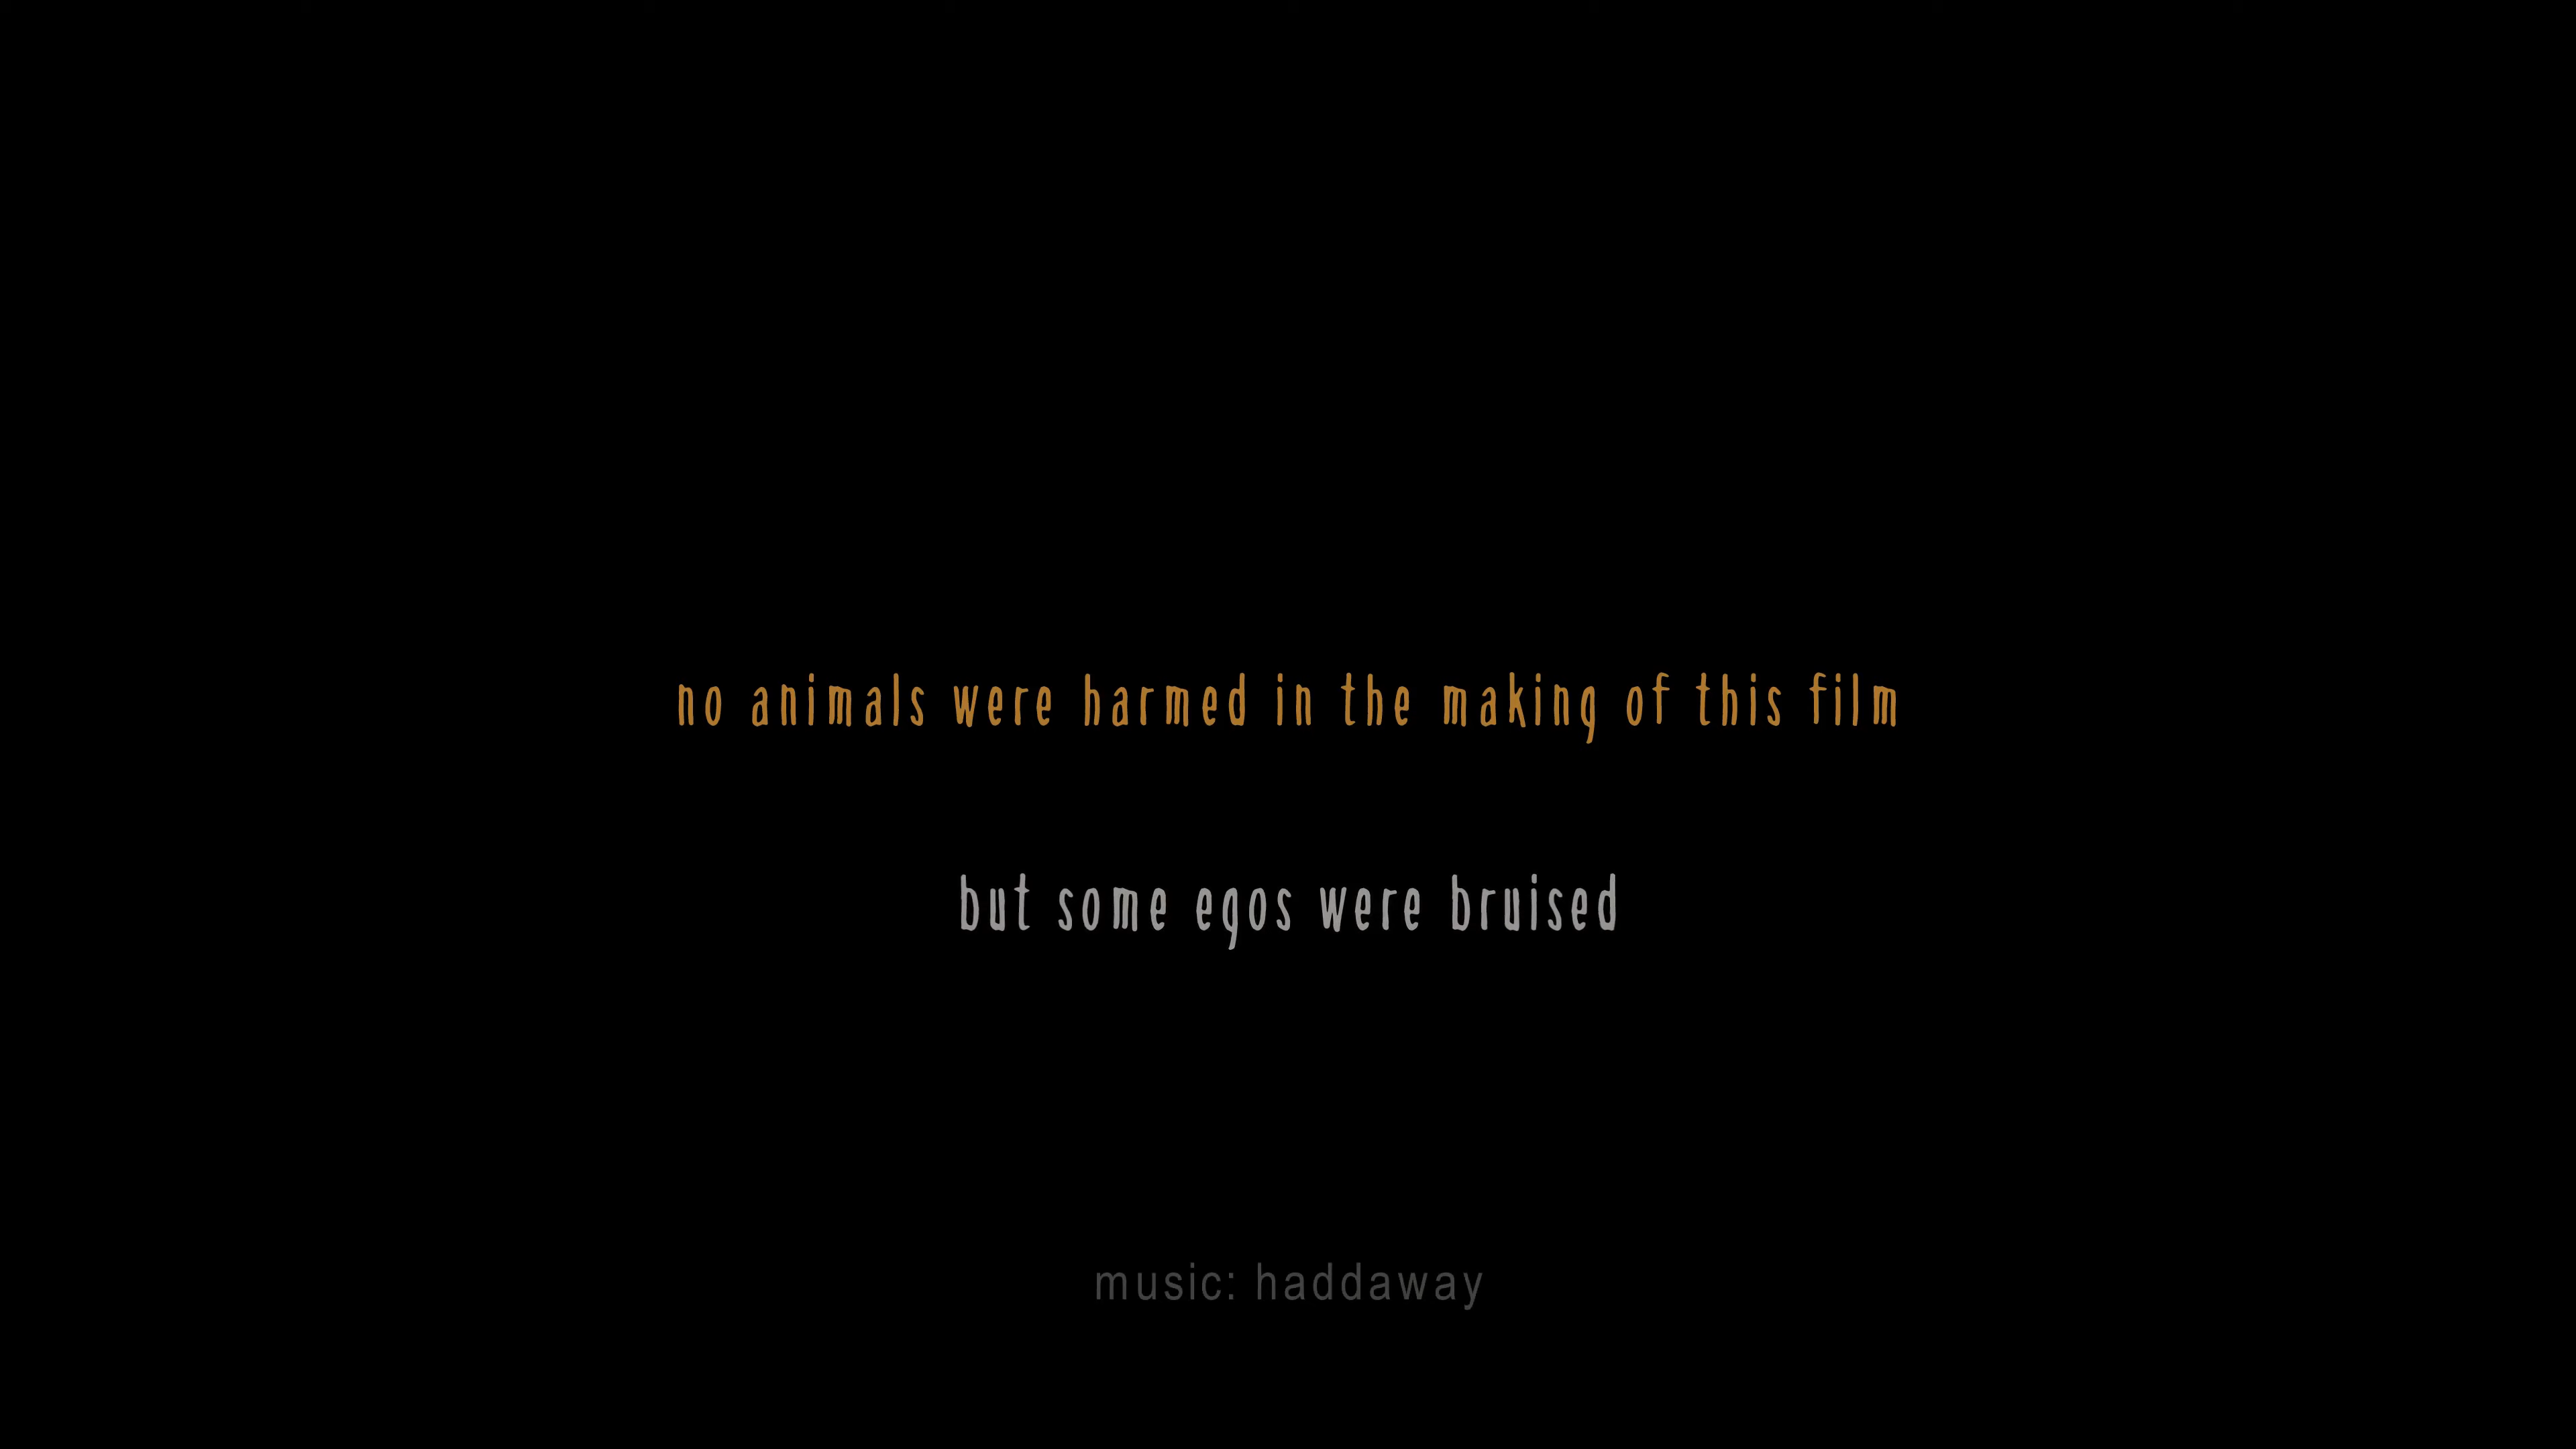 no animals were harmed in the making of this film
but some egos were bruised
music: haddaway